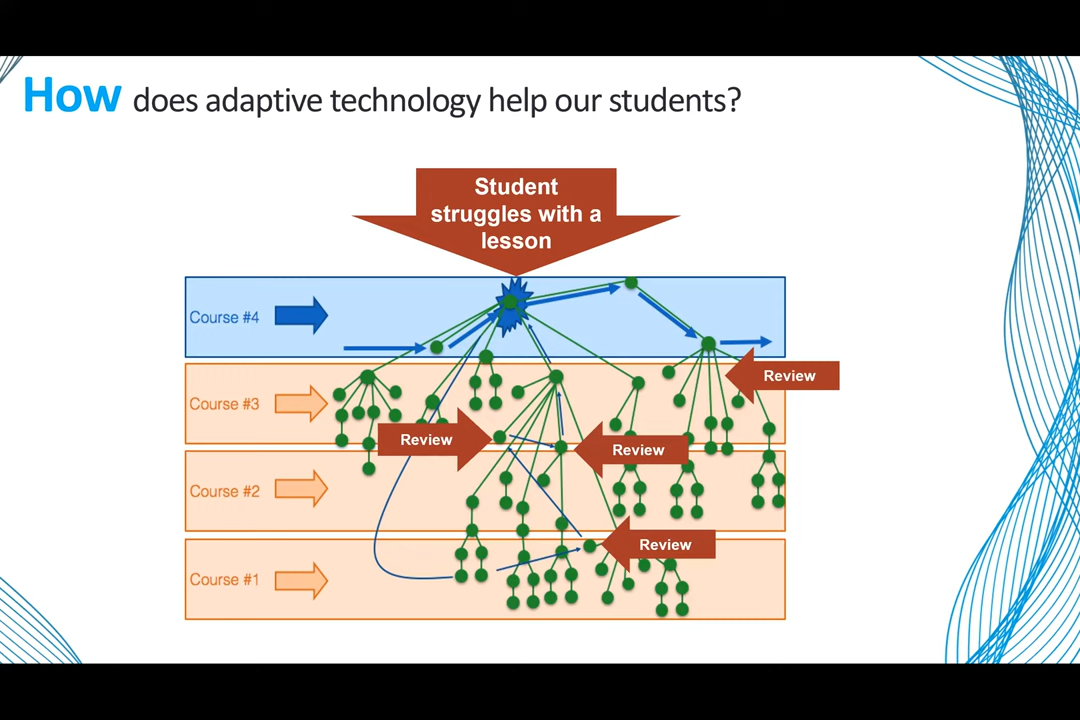 How does adaptive technology help our students?
Student
struggles with a
lesson
Course #4
Review
Course #3
Review
Review
Course #2
Review
Course #1